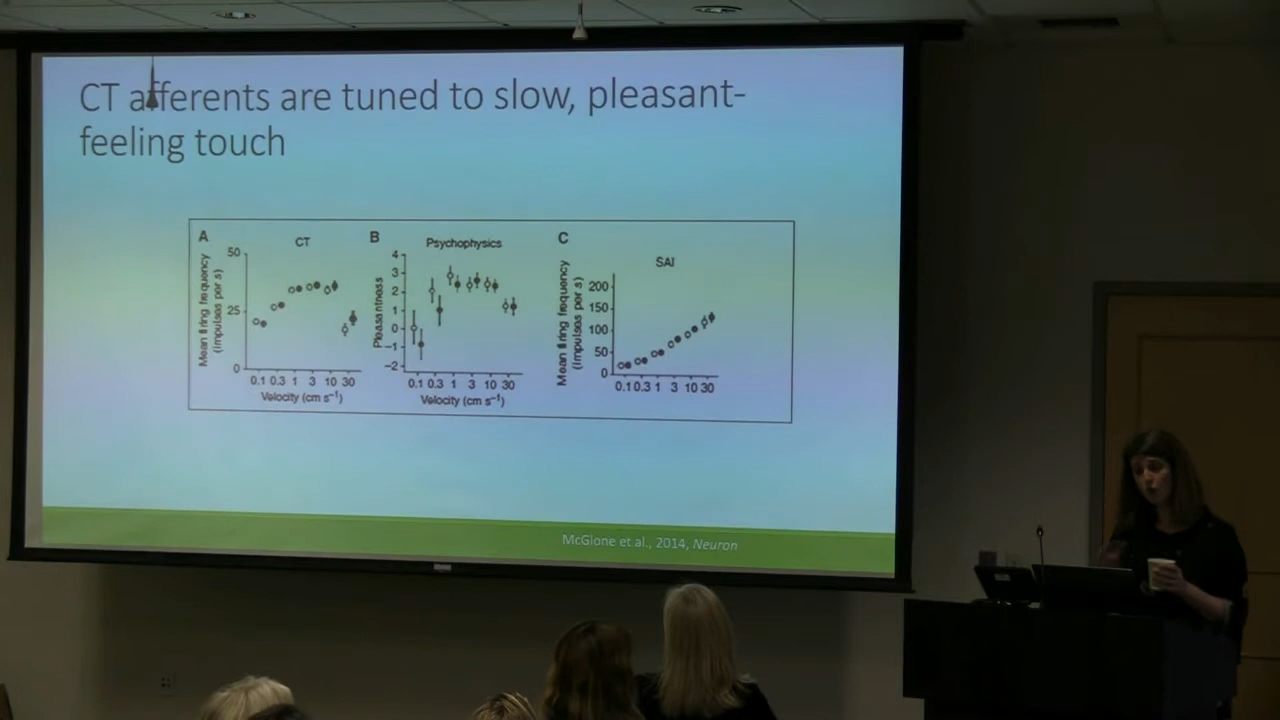 CT afferents are tuned to slow, pleasant-
feeling touch
A
CT
Mean firing frequency
(impulses per s)
50
25
0
0.1 0.3 1 3 10 30
Velocity (cm s⁻¹)
B
Psychophysics
Pleasantness
4
3
2
1
0
−1
−2
0.1 0.3 1 3 10 30
Velocity (cm s⁻¹)
C
SAI
Mean firing frequency
(impulses per s)
200
150
100
50
0
0.1 0.3 1 3 10 30
Velocity (cm s⁻¹)
McGlone et al., 2014, Neuron